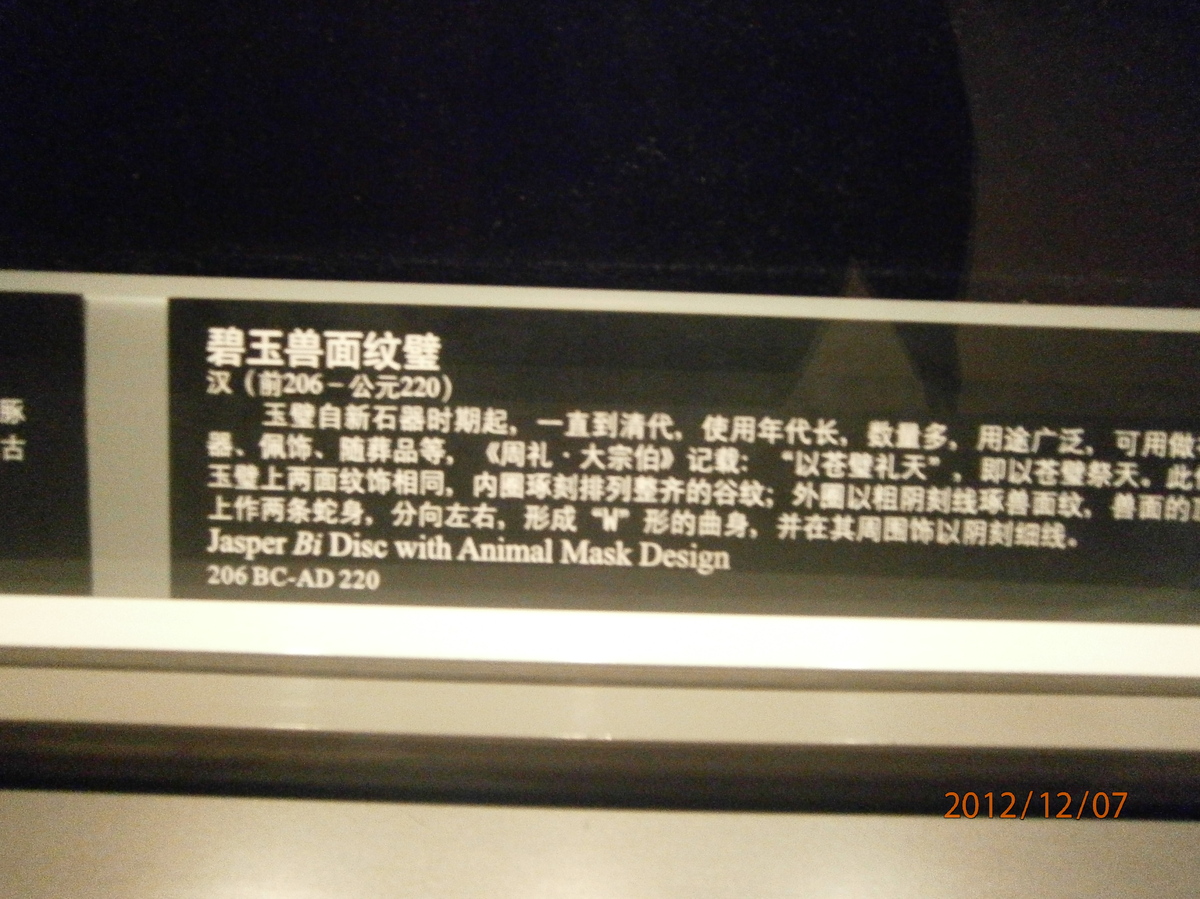 碧玉兽面纹璧
汉（前206－公元220）
玉璧自新石器时期起，一直到清代，使用年代长，数量多，用途广泛，可用做
器、佩饰、随葬品等，《周礼·大宗伯》记载：“以苍璧礼天”，即以苍璧祭天。此
玉璧上两面纹饰相同，内圈琢刻排列整齐的谷纹；外圈以粗阴刻线琢兽面纹，兽面的
上作两条蛇身，分向左右，形成“W”形的曲身，并在其周围饰以阴刻细线。
Jasper Bi Disc with Animal Mask Design
206 BC-AD 220
豚
古
2012/12/07